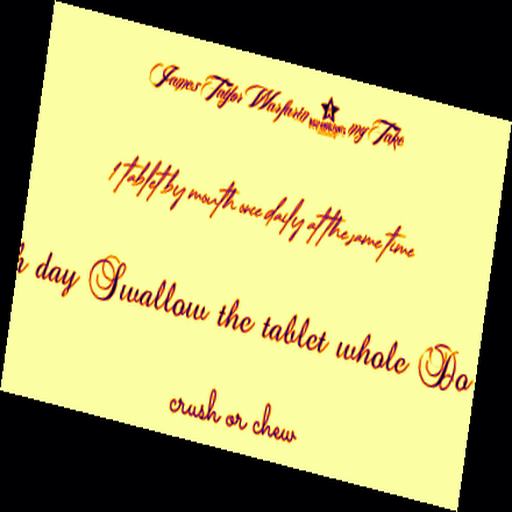 James Taylor Warfarin mg Take
1 tablet by mouth once daily at the same time
day Swallow the tablet whole Do
crush or chew